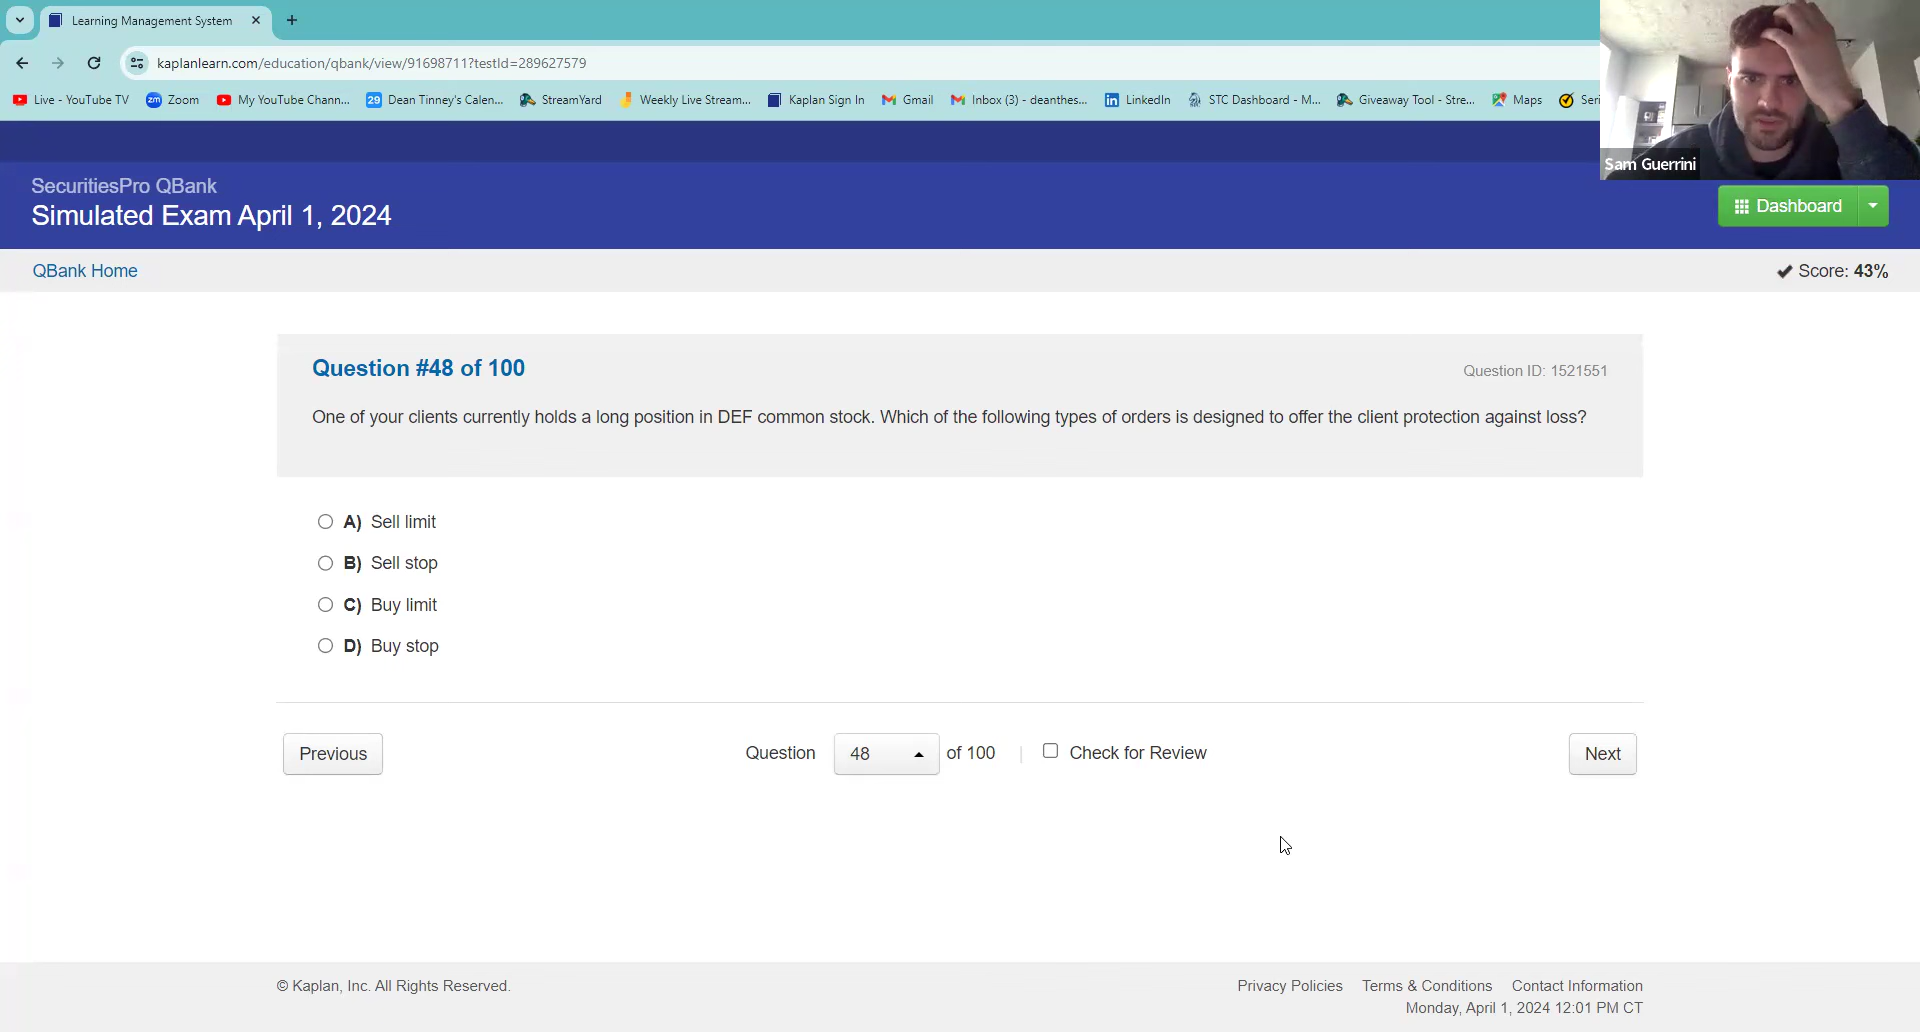 Learning Management System
kaplanlearn.com/education/qbank/view/91698711?testId=289627579
Live - YouTube TV
zm Zoom
My YouTube Chann...
29 Dean Tinney's Calen...
StreamYard
Weekly Live Stream...
Kaplan Sign In
Gmail
Inbox (3) - deanthes...
in LinkedIn
STC Dashboard - M...
Giveaway Tool - Stre...
Maps
Seri
Sam Guerrini
SecuritiesPro QBank
Simulated Exam April 1, 2024
Dashboard
QBank Home
Score: 43%
Question #48 of 100
Question ID: 1521551
One of your clients currently holds a long position in DEF common stock. Which of the following types of orders is designed to offer the client protection against loss?
A) Sell limit
B) Sell stop
C) Buy limit
D) Buy stop
Previous
Question 48 of 100 | Check for Review
Next
© Kaplan, Inc. All Rights Reserved.
Privacy Policies
Terms & Conditions
Contact Information
Monday, April 1, 2024 12:01 PM CT